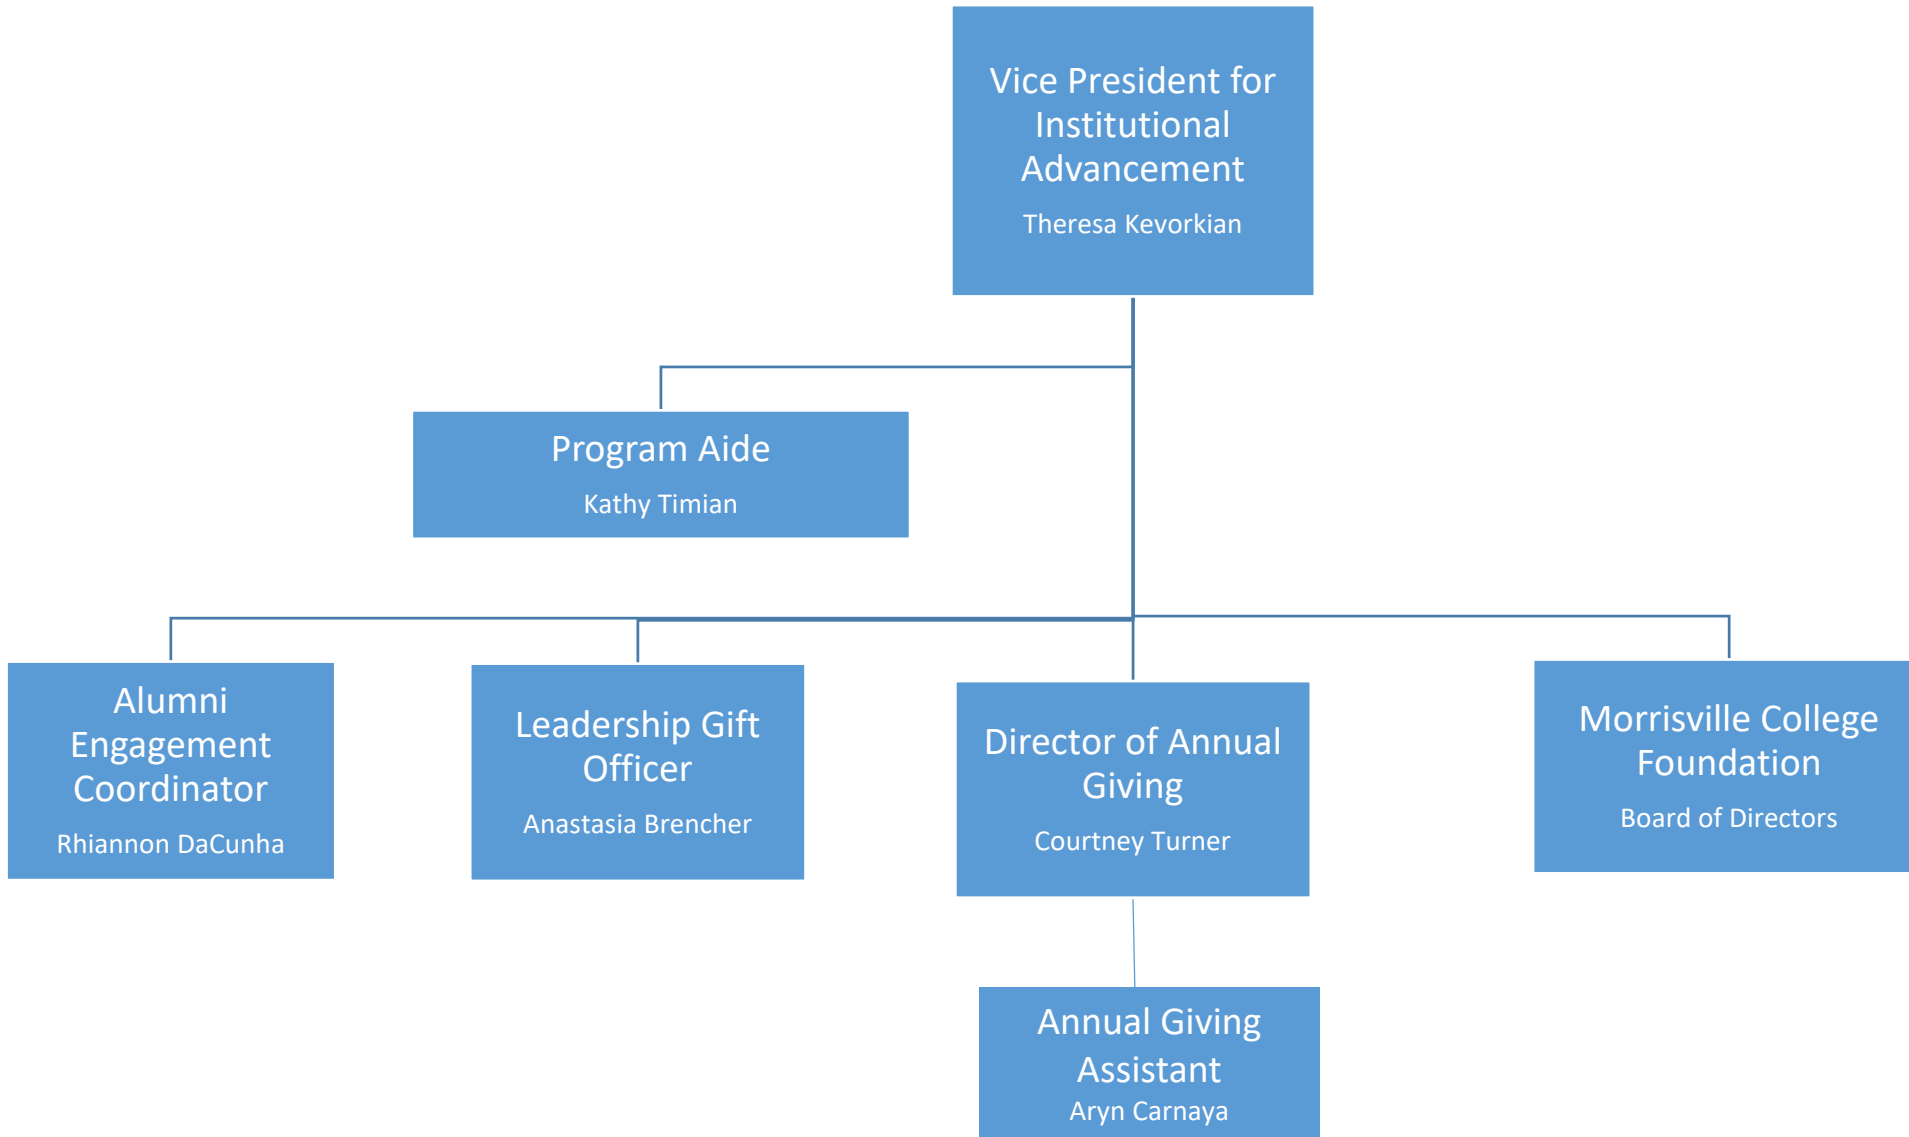 Vice President for
Institutional
Advancement
Theresa Kevorkian
Program Aide
Kathy Timian
Alumni
Engagement
Coordinator
Rhiannon DaCunha
Leadership Gift
Officer
Anastasia Brencher
Director of Annual
Giving
Courtney Turner
Morrisville College
Foundation
Board of Directors
Annual Giving
Assistant
Aryn Carnaya